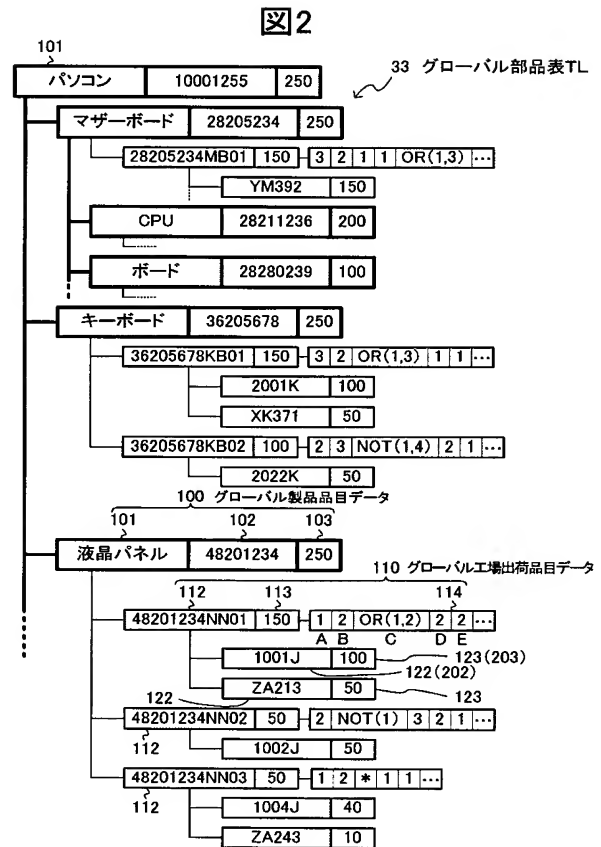 図2
101
パソコン 10001255 250
33 グローバル部品表TL
マザーボード 28205234 250
28205234MB01 150 3 2 1 1 OR(1,3) ...
YM392 150
CPU 28211236 200
ボード 28280239 100
キーボード 36205678 250
36205678KB01 150 3 2 OR(1,3) 1 1 ...
2001K 100
XK371 50
36205678KB02 100 2 3 NOT(1,4) 2 1 ...
2022K 50
100 グローバル製品品目データ
101 102 103
液晶パネル 48201234 250
110 グローバル工場出荷品目データ
112 113 114
48201234NN01 150 1 2 OR(1,2) 2 2 ...
A B C D E
1001J 100 123(203)
122(202)
ZA213 50 123
122
48201234NN02 50 2 NOT(1) 3 2 1 ...
112
1002J 50
48201234NN03 50 1 2 * 1 1 ...
112
1004J 40
ZA243 10